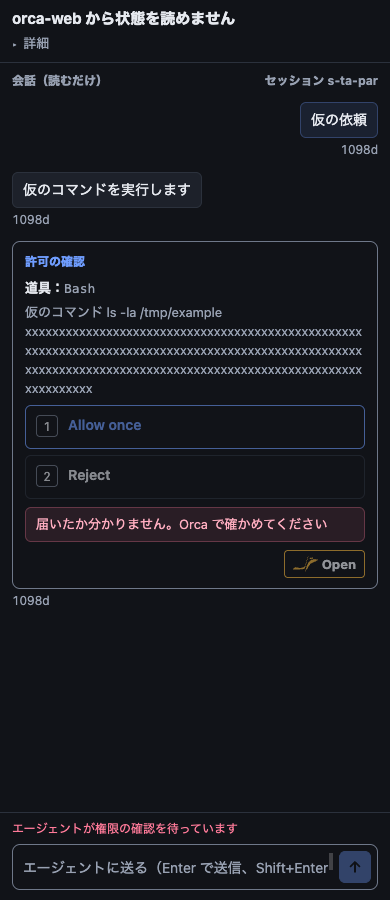 orca-web から状態を読めません
▸ 詳細
会話（読むだけ）
セッション s-ta-par
仮の依頼
1098d
仮のコマンドを実行します
1098d
許可の確認
道具：Bash
仮のコマンド ls -la /tmp/example
xxxxxxxxxxxxxxxxxxxxxxxxxxxxxxxxxxxxxxxxxxxxxxxxxx
xxxxxxxxxxxxxxxxxxxxxxxxxxxxxxxxxxxxxxxxxxxxxxxxxx
xxxxxxxxxxxxxxxxxxxxxxxxxxxxxxxxxxxxxxxxxxxxxxxxxx
xxxxxxxxxx
1 Allow once
2 Reject
届いたか分かりません。Orca で確かめてください
Open
1098d
エージェントが権限の確認を待っています
エージェントに送る（Enter で送信、Shift+Enter